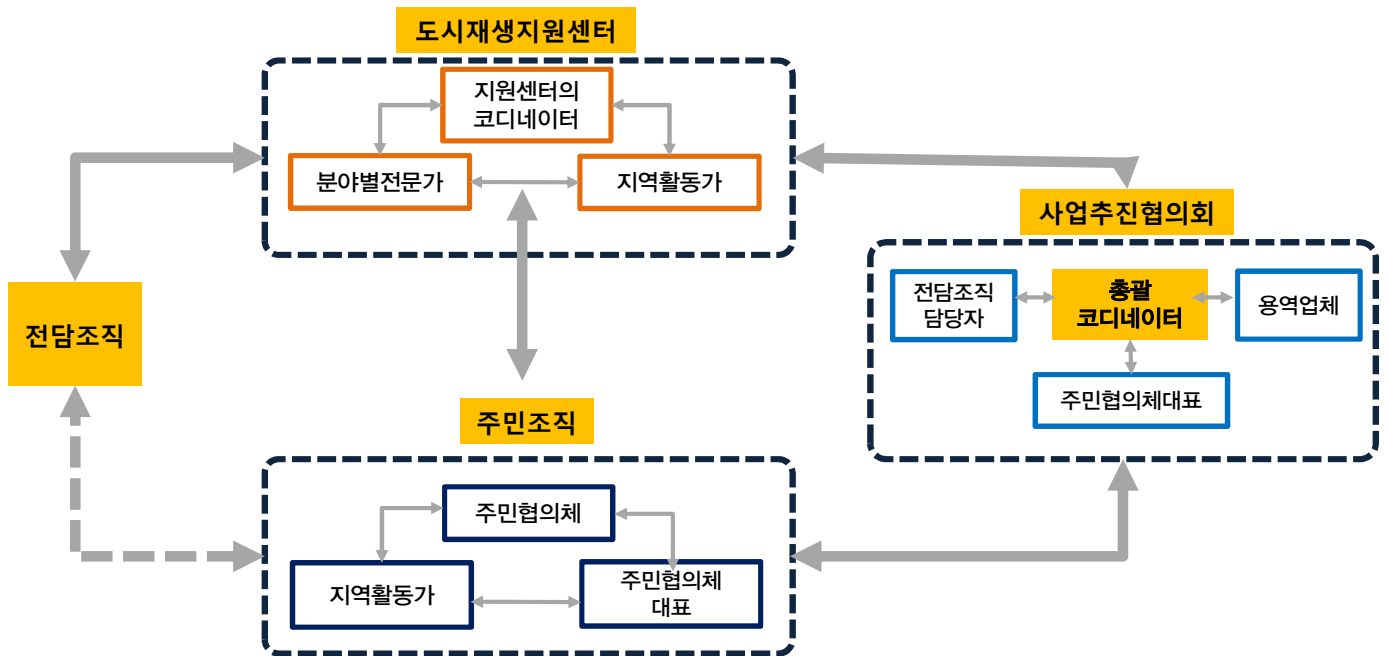 도시재생지원센터
지원센터의
코디네이터
분야별전문가
지역활동가
사업추진협의회
전담조직
담당자
총괄
코디네이터
용역업체
주민협의체대표
전담조직
주민조직
주민협의체
지역활동가
주민협의체
대표